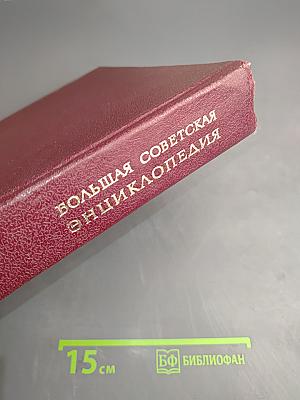 БОЛЬШАЯ СОВЕТСКАЯ
ЭНЦИКЛОПЕДИЯ
15 см
БФ БИБЛИОФАН